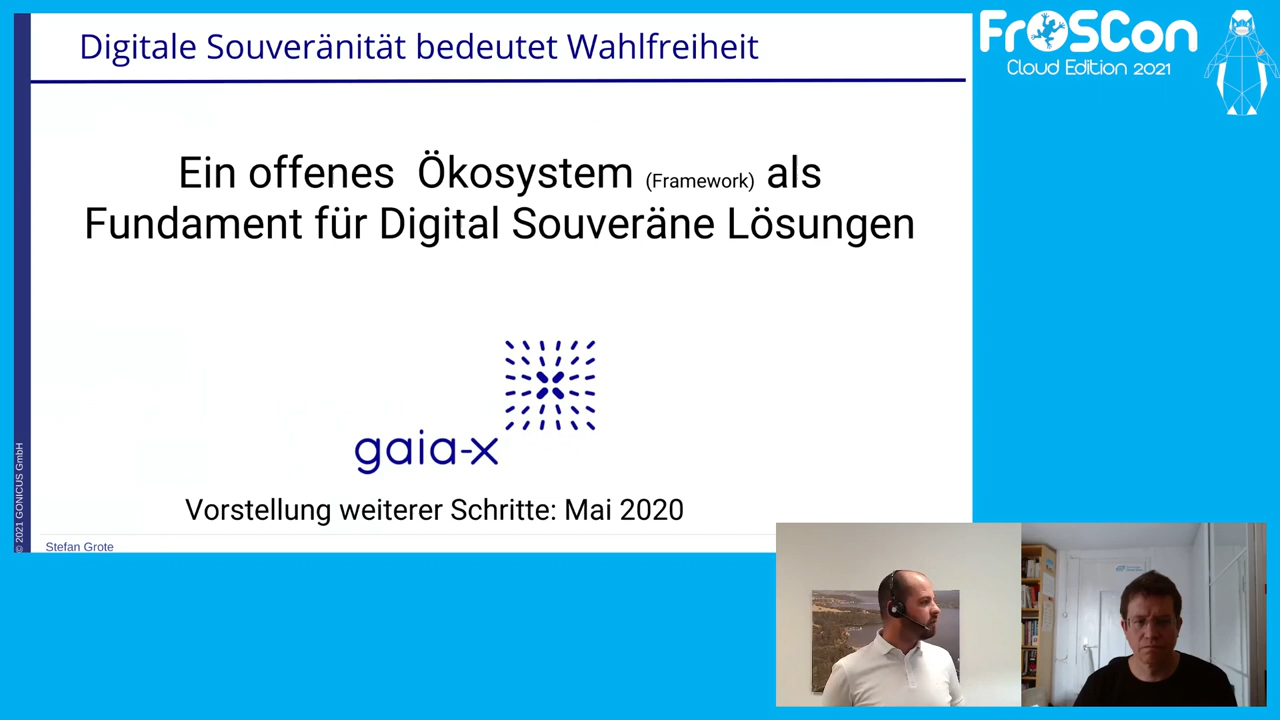 Digitale Souveränität bedeutet Wahlfreiheit
FrOSCon
Cloud Edition 2021
Ein offenes Ökosystem (Framework) als
Fundament für Digital Souveräne Lösungen
gaia-x
Vorstellung weiterer Schritte: Mai 2020
© 2021 GONICUS GmbH
Stefan Grote